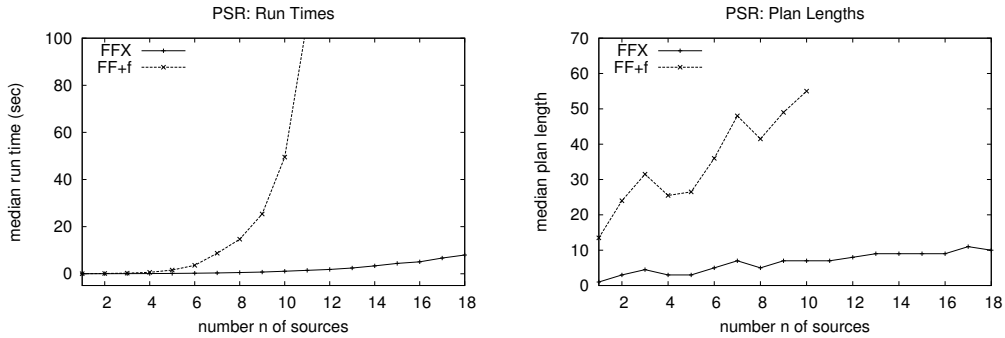 PSR: Run Times
FFX
FF+f
median run time (sec)
100
80
60
40
20
0
2 4 6 8 10 12 14 16 18
number n of sources
PSR: Plan Lengths
FFX
FF+f
median plan length
70
60
50
40
30
20
10
0
2 4 6 8 10 12 14 16 18
number n of sources